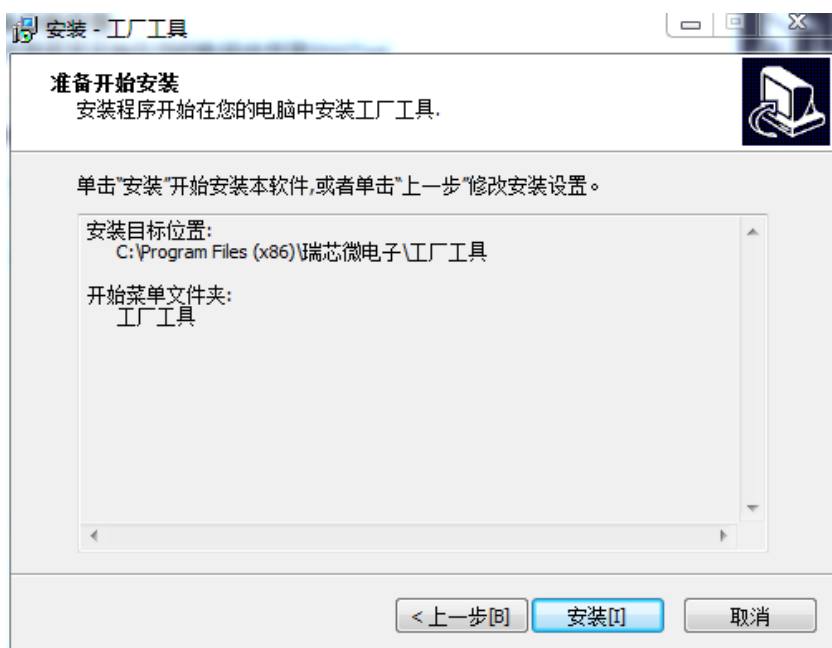 安装 - 工厂工具
准备开始安装
安装程序开始在您的电脑中安装工厂工具.
单击"安装"开始安装本软件,或者单击"上一步"修改安装设置。
安装目标位置:
C:\Program Files (x86)\瑞芯微电子\工厂工具
开始菜单文件夹:
工厂工具
<上一步[B]
安装[I]
取消